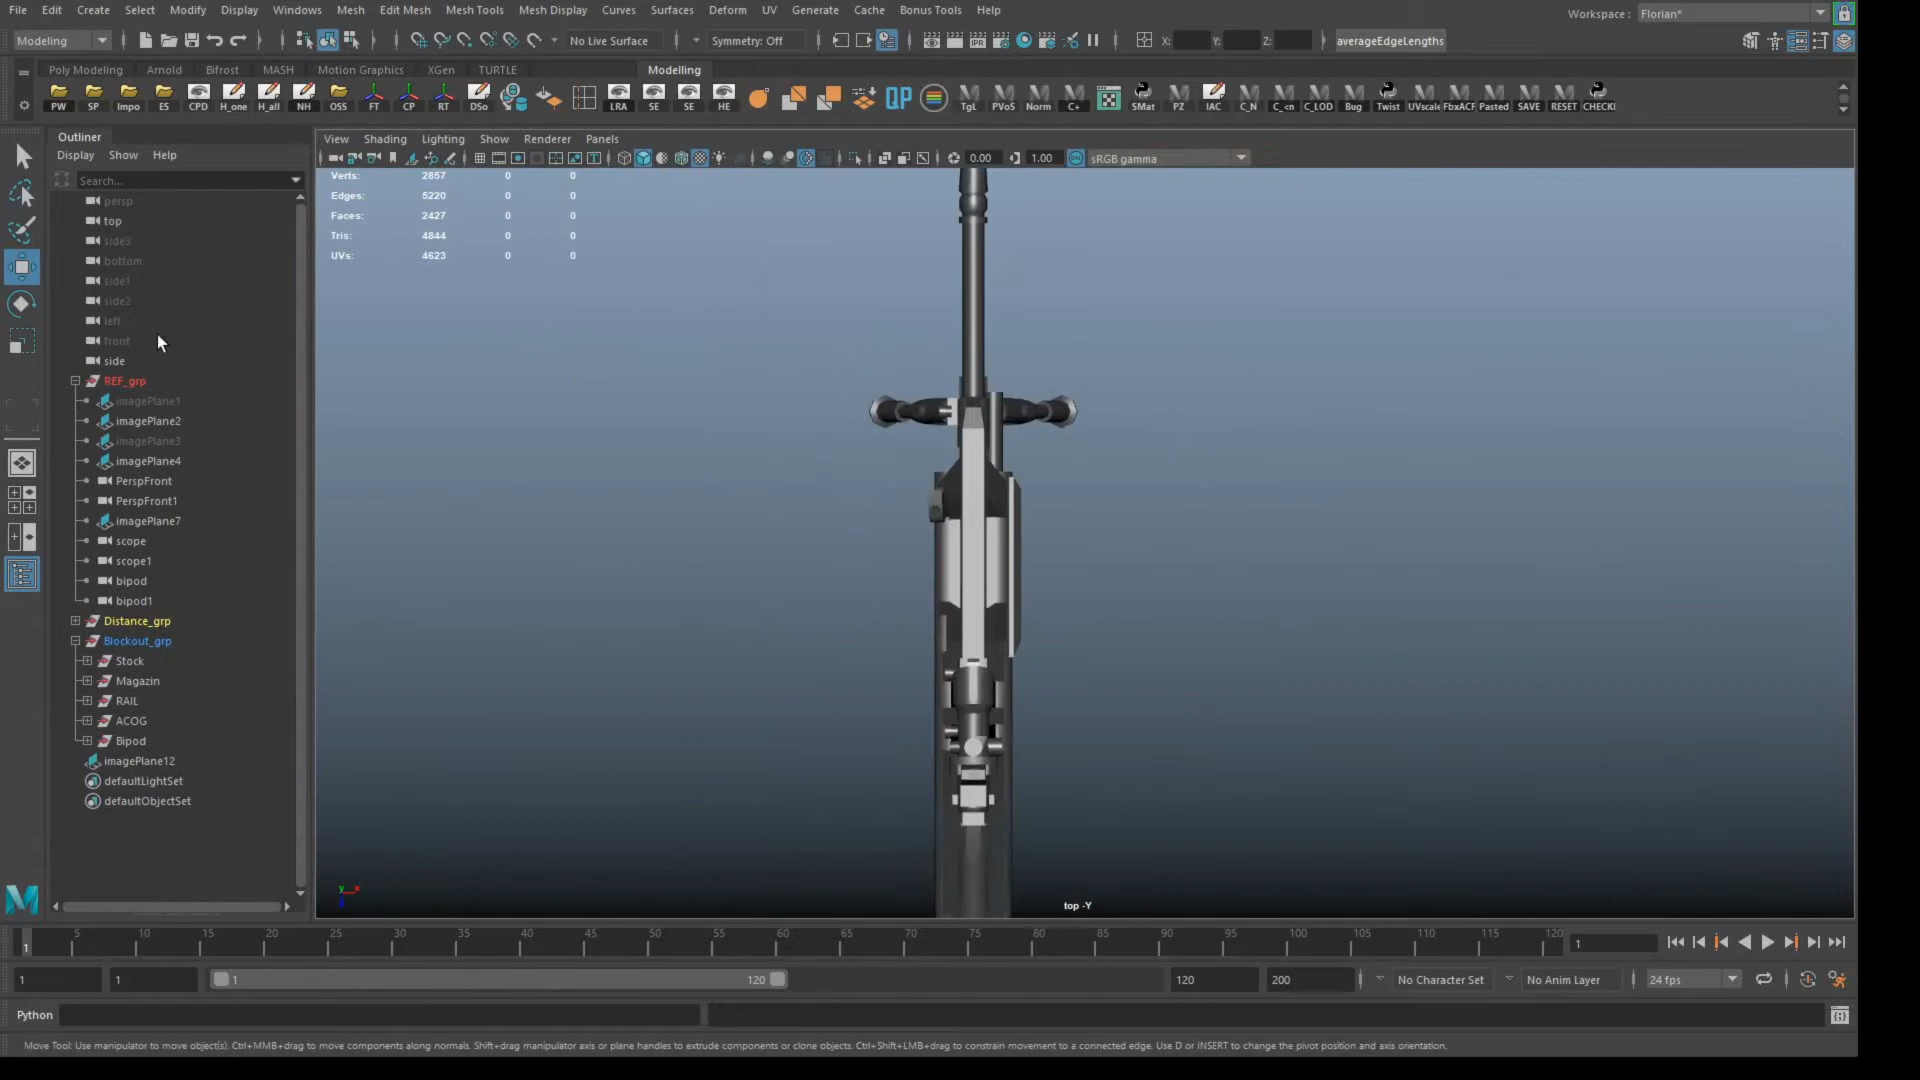 File Edit Create Select Modify Display Windows Mesh Edit Mesh Mesh Tools Mesh Display Curves Surfaces Deform UV Generate Cache Bonus Tools Help
Workspace : Florian*
Modeling No Live Surface Symmetry: Off X: Y: Z: averageEdgeLengths
Poly Modeling Arnold Bifrost MASH Motion Graphics XGen TURTLE Modelling
PW SP Impo ES CPD H_one H_all NH OSS FT CP RT DSo LRA SE SE HE QP TgL PVoS Norm C+ SMat PZ IAC C_N C_<n C_LOD Bug Twist UVscale FbxACF Pasted SAVE RESET CHECKI
Outliner
Display Show Help
Search...
persp
top
side3
bottom
side1
side2
left
front
side
REF_grp
imagePlane1
imagePlane2
imagePlane3
imagePlane4
PerspFront
PerspFront1
imagePlane7
scope
scope1
bipod
bipod1
Distance_grp
Blockout_grp
Stock
Magazin
RAIL
ACOG
Bipod
imagePlane12
defaultLightSet
defaultObjectSet
View Shading Lighting Show Renderer Panels
0.00 1.00 sRGB gamma
Verts: 2857 0 0
Edges: 5220 0 0
Faces: 2427 0 0
Tris: 4844 0 0
UVs: 4623 0 0
y x
top -Y
1 5 10 15 20 25 30 35 40 45 50 55 60 65 70 75 80 85 90 95 100 105 110 115 120 1
1 1 1 120 120 200 No Character Set No Anim Layer 24 fps
Python
Move Tool: Use manipulator to move object(s). Ctrl+MMB+drag to move components along normals. Shift+drag manipulator axis or plane handles to extrude components or clone objects. Ctrl+Shift+LMB+drag to constrain movement to a connected edge. Use D or INSERT to change the pivot position and axis orientation.